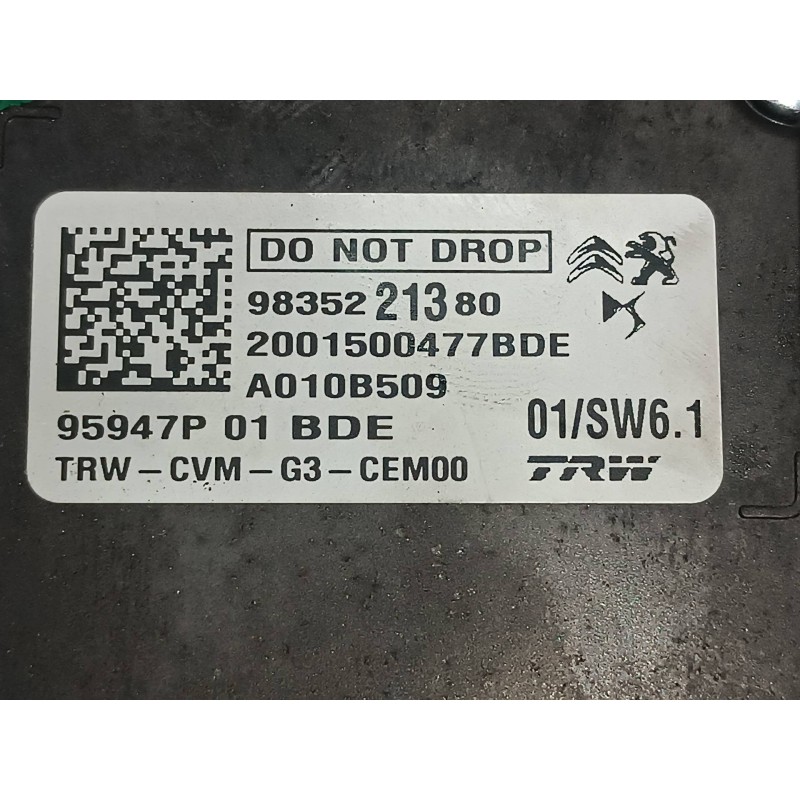 DO NOT DROP
98352 213 80
2001500477BDE
A010B509
95947P 01 BDE
01/SW6.1
TRW-CVM-G3-CEM00
TRW